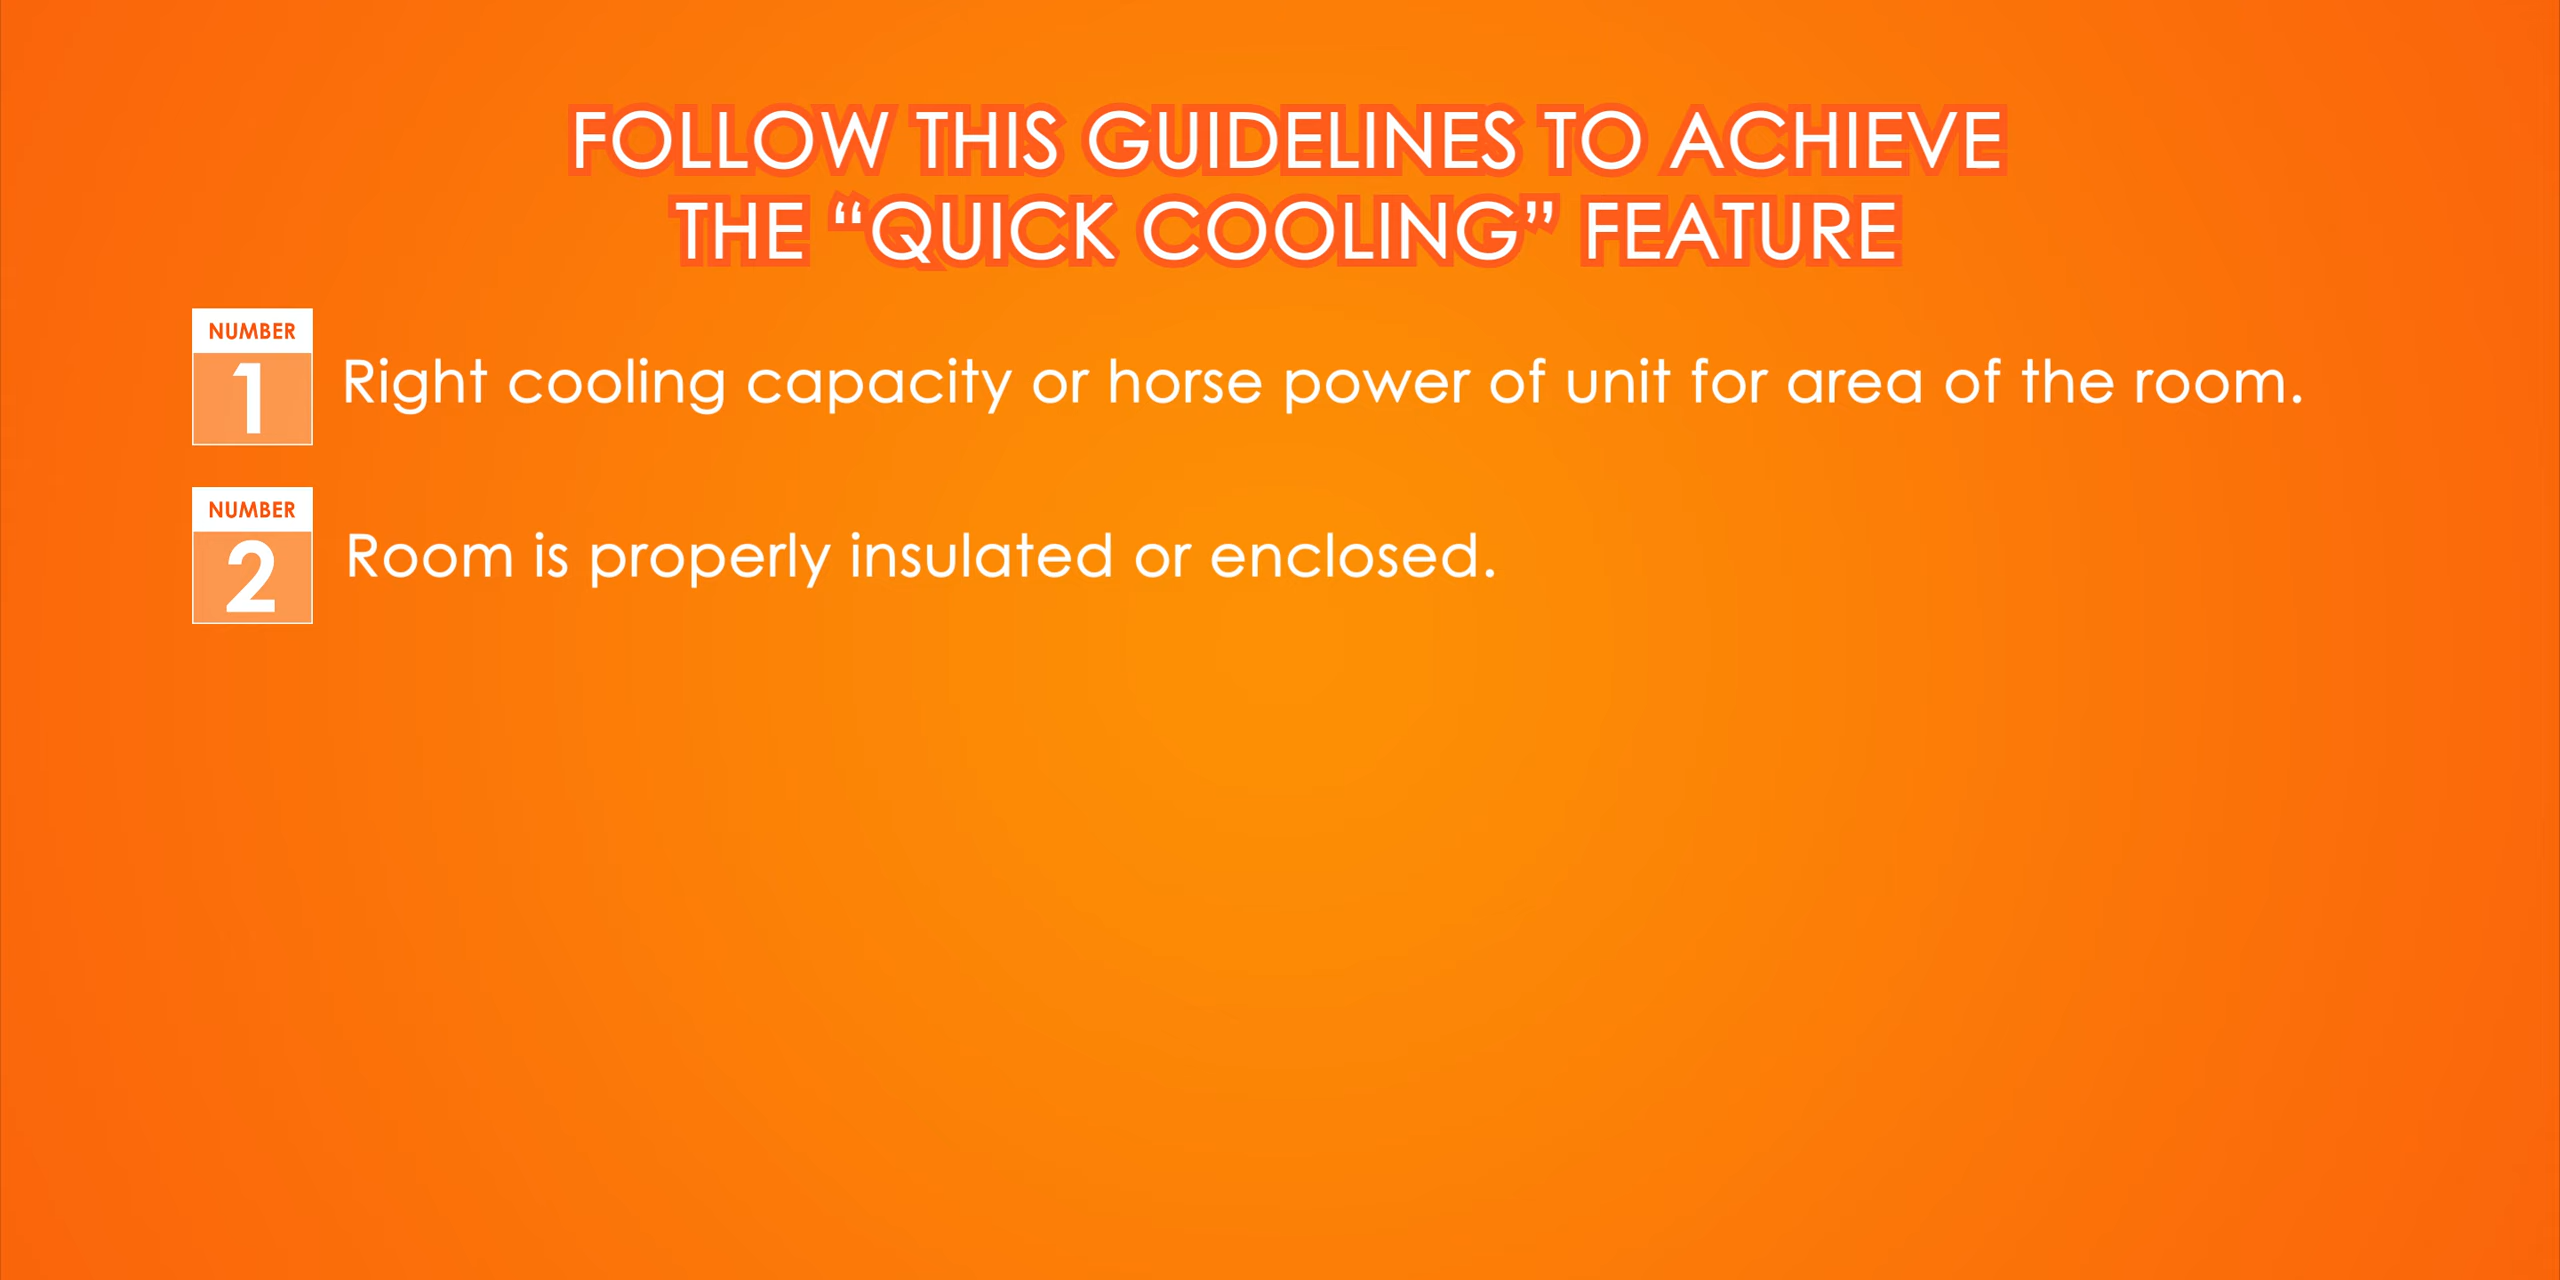 FOLLOW THIS GUIDELINES TO ACHIEVE
THE “QUICK COOLING” FEATURE
NUMBER
1
Right cooling capacity or horse power of unit for area of the room.
NUMBER
2
Room is properly insulated or enclosed.